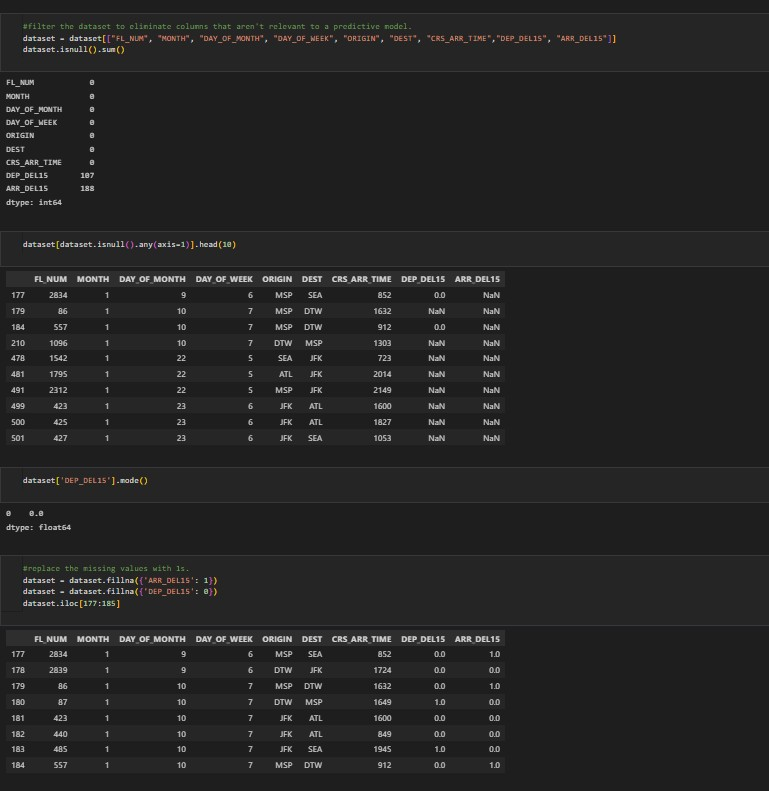 #filter the dataset to eliminate columns that aren't relevant to a predictive model.
dataset = dataset[["FL_NUM", "MONTH", "DAY_OF_MONTH", "DAY_OF_WEEK", "ORIGIN", "DEST", "CRS_ARR_TIME","DEP_DEL15", "ARR_DEL15"]]
dataset.isnull().sum()
FL_NUM 0
MONTH 0
DAY_OF_MONTH 0
DAY_OF_WEEK 0
ORIGIN 0
DEST 0
CRS_ARR_TIME 0
DEP_DEL15 107
ARR_DEL15 188
dtype: int64
dataset[dataset.isnull().any(axis=1)].head(10)
FL_NUM MONTH DAY_OF_MONTH DAY_OF_WEEK ORIGIN DEST CRS_ARR_TIME DEP_DEL15 ARR_DEL15
177 2834 1 9 6 MSP SEA 852 0.0 NaN
179 86 1 10 7 MSP DTW 1632 NaN NaN
184 557 1 10 7 MSP DTW 912 0.0 NaN
210 1096 1 10 7 DTW MSP 1303 NaN NaN
478 1542 1 22 5 SEA JFK 723 NaN NaN
481 1795 1 22 5 ATL JFK 2014 NaN NaN
491 2312 1 22 5 MSP JFK 2149 NaN NaN
499 423 1 23 6 JFK ATL 1600 NaN NaN
500 425 1 23 6 JFK ATL 1827 NaN NaN
501 427 1 23 6 JFK SEA 1053 NaN NaN
dataset['DEP_DEL15'].mode()
0 0.0
dtype: float64
#replace the missing values with 1s.
dataset = dataset.fillna({'ARR_DEL15': 1})
dataset = dataset.fillna({'DEP_DEL15': 0})
dataset.iloc[177:185]
FL_NUM MONTH DAY_OF_MONTH DAY_OF_WEEK ORIGIN DEST CRS_ARR_TIME DEP_DEL15 ARR_DEL15
177 2834 1 9 6 MSP SEA 852 0.0 1.0
178 2839 1 9 6 DTW JFK 1724 0.0 0.0
179 86 1 10 7 MSP DTW 1632 0.0 1.0
180 87 1 10 7 DTW MSP 1649 1.0 0.0
181 423 1 10 7 JFK ATL 1600 0.0 0.0
182 440 1 10 7 JFK ATL 849 0.0 0.0
183 485 1 10 7 JFK SEA 1945 1.0 0.0
184 557 1 10 7 MSP DTW 912 0.0 1.0